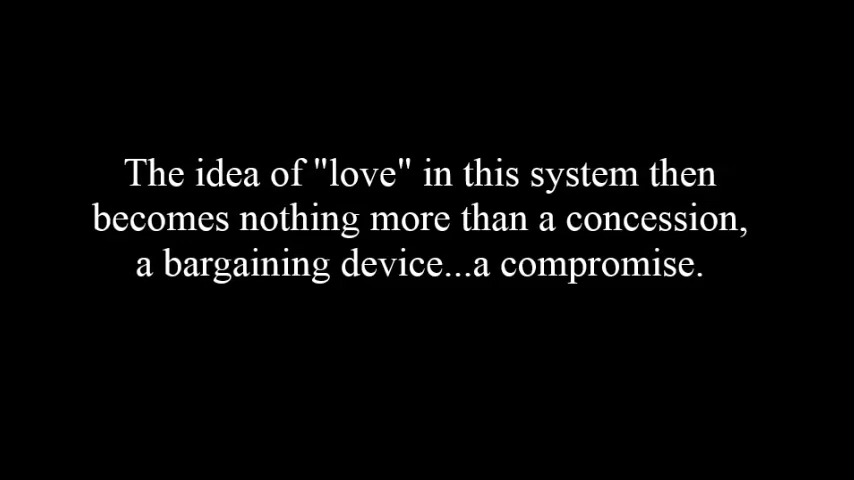 The idea of "love" in this system then
becomes nothing more than a concession,
a bargaining device...a compromise.